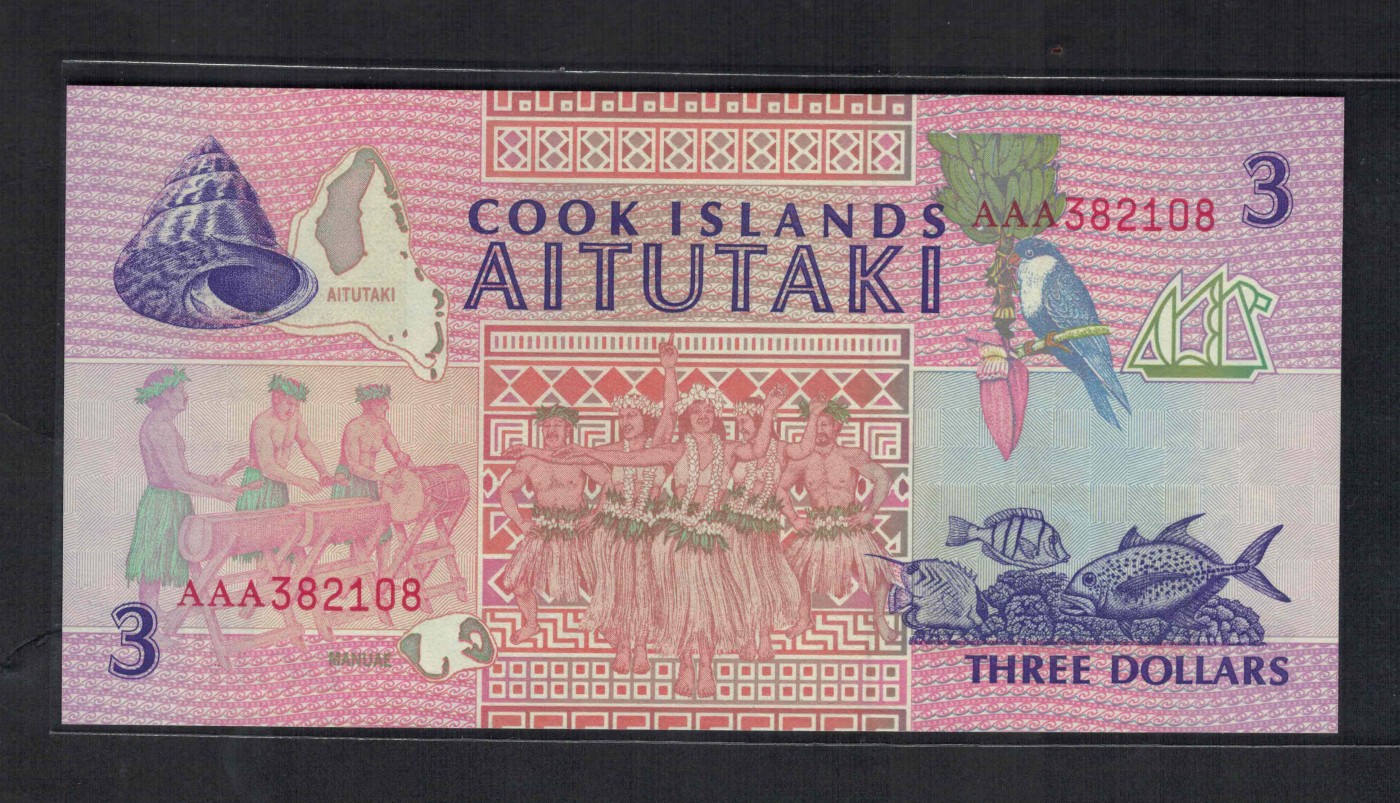 COOK ISLANDS
AITUTAKI
AAA382108
3
AITUTAKI
AAA382108
3
MANUAE
THREE DOLLARS